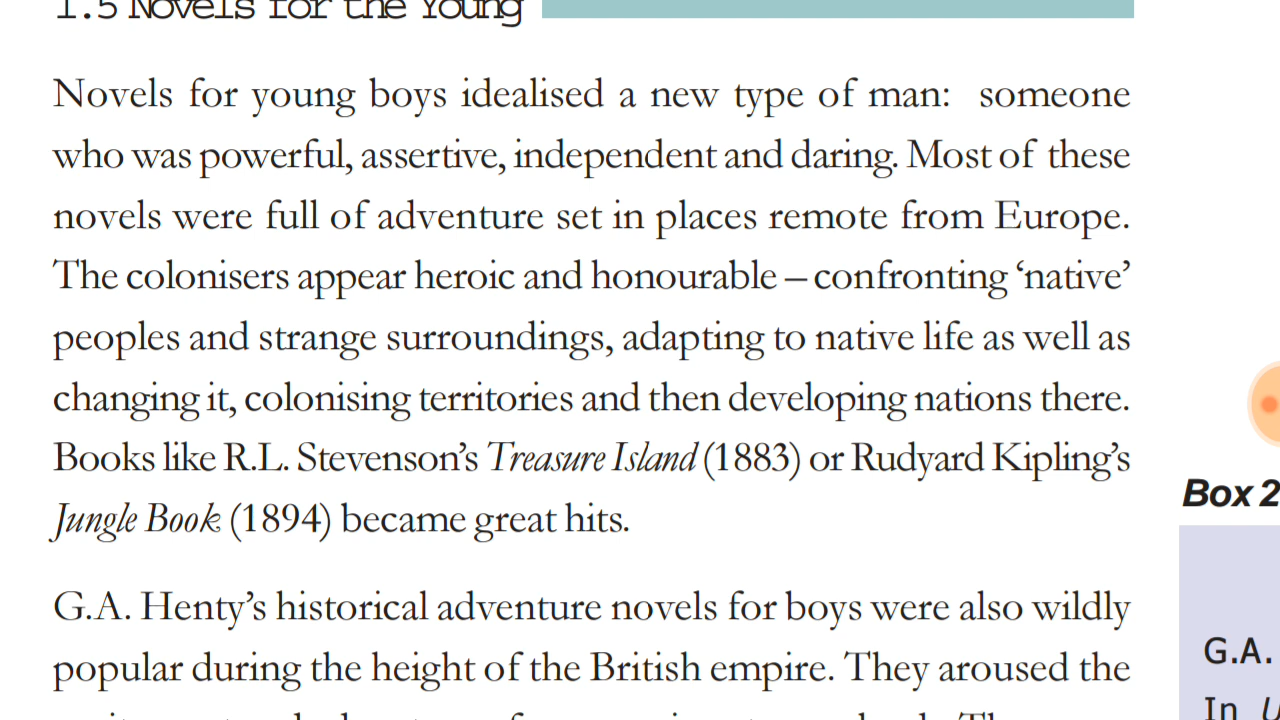 1.5 Novels for the Young
Novels for young boys idealised a new type of man: someone
who was powerful, assertive, independent and daring. Most of these
novels were full of adventure set in places remote from Europe.
The colonisers appear heroic and honourable – confronting ‘native’
peoples and strange surroundings, adapting to native life as well as
changing it, colonising territories and then developing nations there.
Books like R.L. Stevenson’s Treasure Island (1883) or Rudyard Kipling’s
Jungle Book (1894) became great hits.
G.A. Henty’s historical adventure novels for boys were also wildly
popular during the height of the British empire. They aroused the
Box 2
G.A.
In